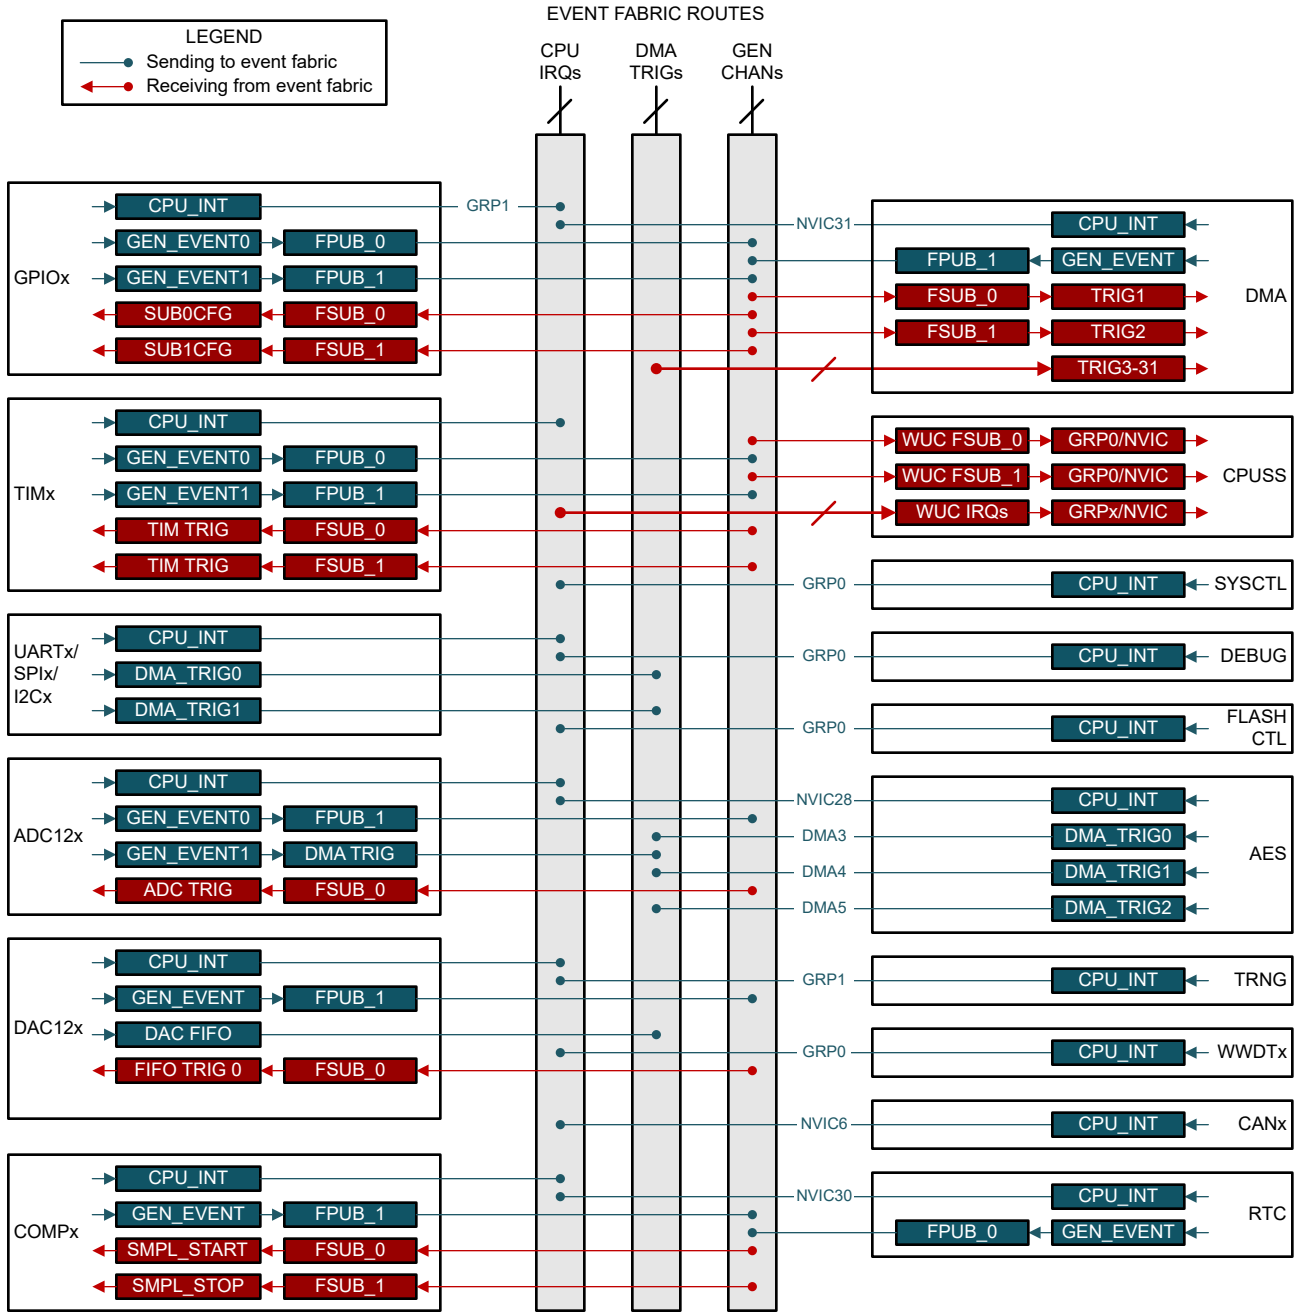 EVENT FABRIC ROUTES
LEGEND
Sending to event fabric
Receiving from event fabric
CPU
IRQs
DMA
TRIGs
GEN
CHANs
GPIOx
CPU_INT
GRP1
GEN_EVENT0
FPUB_0
GEN_EVENT1
FPUB_1
SUB0CFG
FSUB_0
SUB1CFG
FSUB_1
TIMx
CPU_INT
GEN_EVENT0
FPUB_0
GEN_EVENT1
FPUB_1
TIM TRIG
FSUB_0
TIM TRIG
FSUB_1
UARTx/
SPIx/
I2Cx
CPU_INT
DMA_TRIG0
DMA_TRIG1
ADC12x
CPU_INT
GEN_EVENT0
FPUB_1
GEN_EVENT1
DMA TRIG
ADC TRIG
FSUB_0
DAC12x
CPU_INT
GEN_EVENT
FPUB_1
DAC FIFO
FIFO TRIG 0
FSUB_0
COMPx
CPU_INT
GEN_EVENT
FPUB_1
SMPL_START
FSUB_0
SMPL_STOP
FSUB_1
NVIC31
CPU_INT
FPUB_1
GEN_EVENT
FSUB_0
TRIG1
DMA
FSUB_1
TRIG2
TRIG3-31
WUC FSUB_0
GRP0/NVIC
WUC FSUB_1
GRP0/NVIC
CPUSS
WUC IRQs
GRPx/NVIC
GRP0
CPU_INT
SYSCTL
GRP0
CPU_INT
DEBUG
GRP0
CPU_INT
FLASH
CTL
NVIC28
CPU_INT
DMA3
DMA_TRIG0
AES
DMA4
DMA_TRIG1
DMA5
DMA_TRIG2
GRP1
CPU_INT
TRNG
GRP0
CPU_INT
WWDTx
NVIC6
CPU_INT
CANx
NVIC30
CPU_INT
RTC
FPUB_0
GEN_EVENT